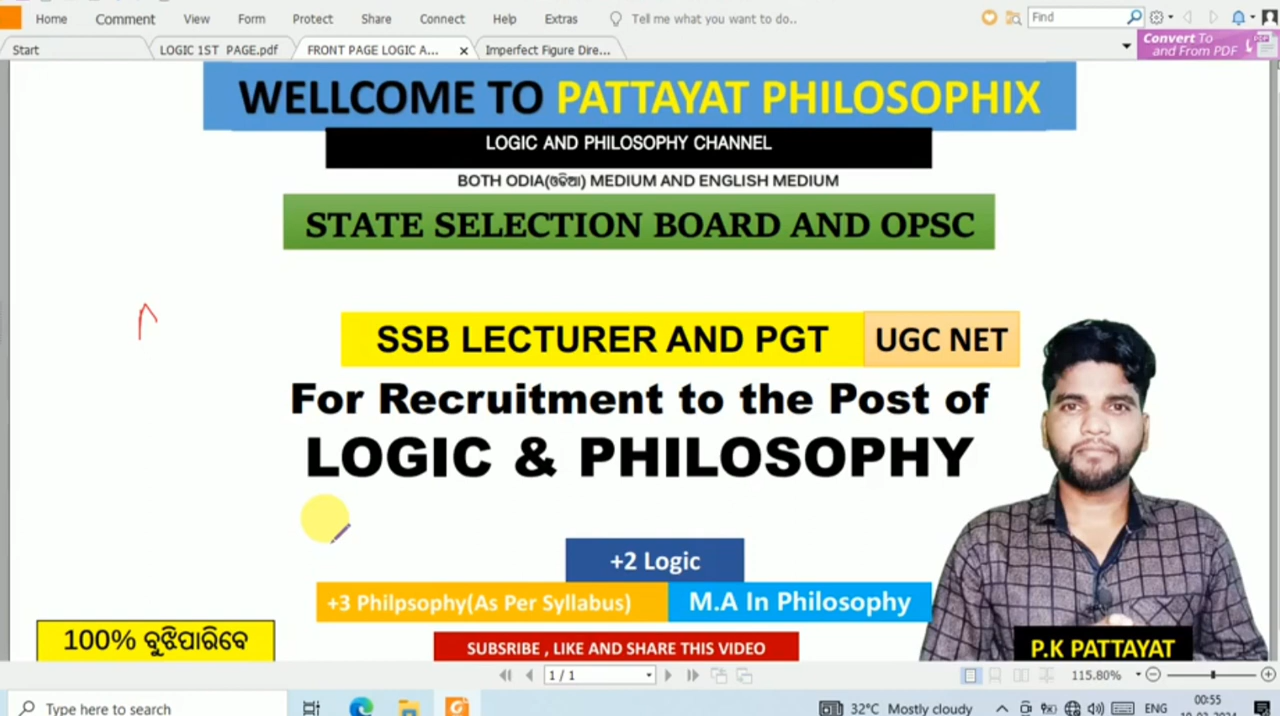 Home Comment View Form Protect Share Connect Help Extras Tell me what you want to do.. Find
Start LOGIC 1ST PAGE.pdf FRONT PAGE LOGIC A... × Imperfect Figure Dire... Convert To and From PDF
WELLCOME TO PATTAYAT PHILOSOPHIX
LOGIC AND PHILOSOPHY CHANNEL
BOTH ODIA(ଓଡିଆ) MEDIUM AND ENGLISH MEDIUM
STATE SELECTION BOARD AND OPSC
SSB LECTURER AND PGT UGC NET
For Recruitment to the Post of
LOGIC & PHILOSOPHY
+2 Logic
+3 Philpsophy(As Per Syllabus) M.A In Philosophy
100% ବୁଝିପାରିବେ
SUBSRIBE , LIKE AND SHARE THIS VIDEO
P.K PATTAYAT
1 / 1 115.80%
Type here to search 32°C Mostly cloudy ENG 00:55